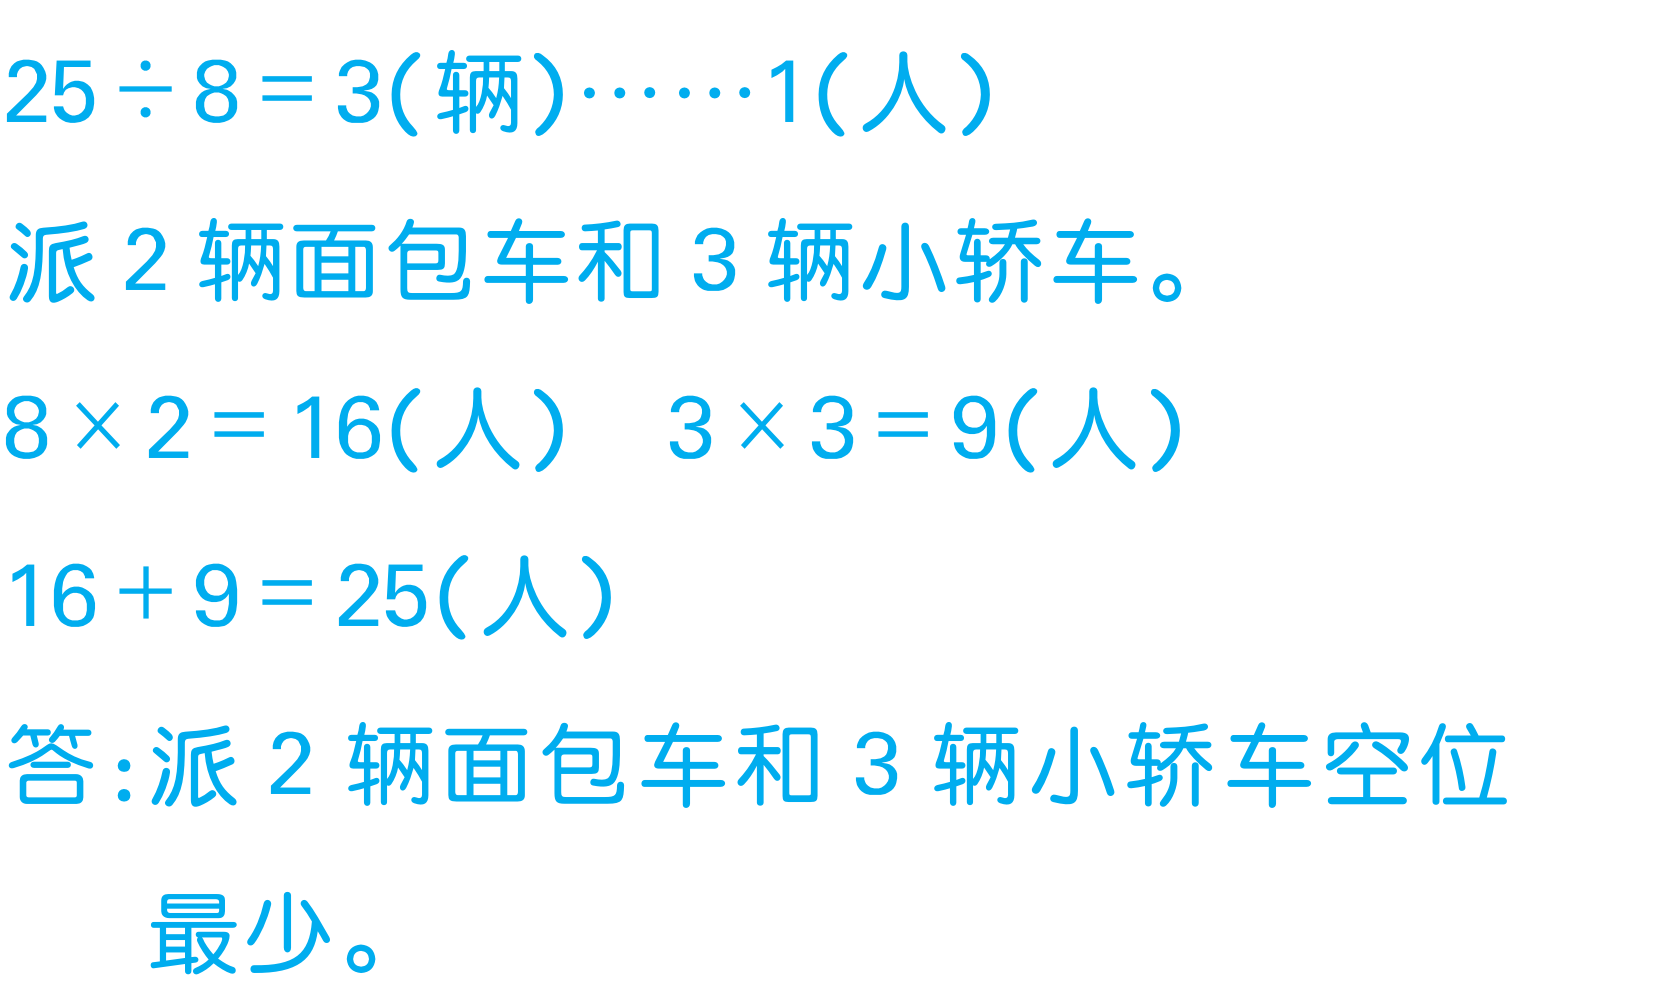 25÷8=3(辆)……1(人)
派 2 辆面包车和 3 辆小轿车。
8×2=16(人) 3×3=9(人)
16+9=25(人)
答:派 2 辆面包车和 3 辆小轿车空位
最少。